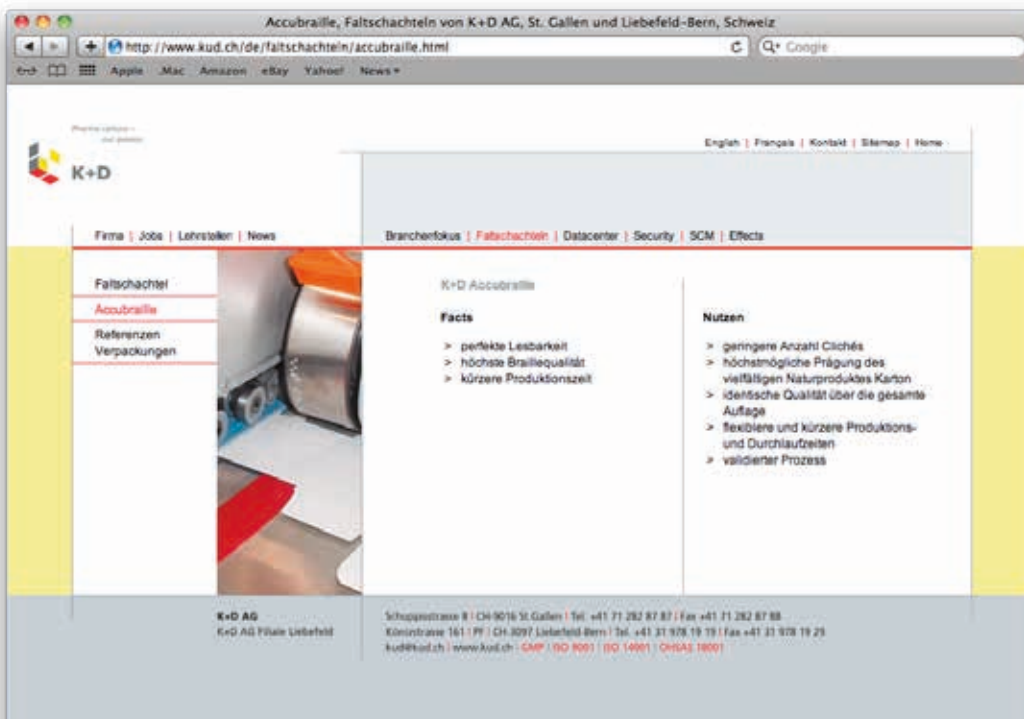 Accubraille, Faltschachteln von K+D AG, St. Gallen und Liebefeld-Bern, Schweiz
http://www.kud.ch/de/faltschachteln/accubraille.html
Google
Apple .Mac Amazon eBay Yahoo! News
K+D
English | Français | Kontakt | Sitemap | Home
Firma | Jobs | Lehrstellen | News
Branchenfokus | Faltschachteln | Datacenter | Security | SCM | Effects
Faltschachtel
Accubraille
Referenzen
Verpackungen
K+D Accubraille
Facts
> perfekte Lesbarkeit
> höchste Braillequalität
> kürzere Produktionszeit
Nutzen
> geringere Anzahl Clichés
> höchstmögliche Prägung des
vielfältigen Naturproduktes Karton
> identische Qualität über die gesamte
Auflage
> flexiblere und kürzere Produktions-
und Durchlaufzeiten
> validierter Prozess
K+D AG
K+D AG Filiale Liebefeld
Schuppisstrasse 8 | CH-9016 St.Gallen | Tel. +41 71 282 87 87 | Fax +41 71 282 87 88
Könizstrasse 161 | PF | CH-3097 Liebefeld-Bern | Tel. +41 31 978 19 19 | Fax +41 31 978 19 29
kud@kud.ch | www.kud.ch | GMP | ISO 9001 | ISO 14001 | OHSAS 18001